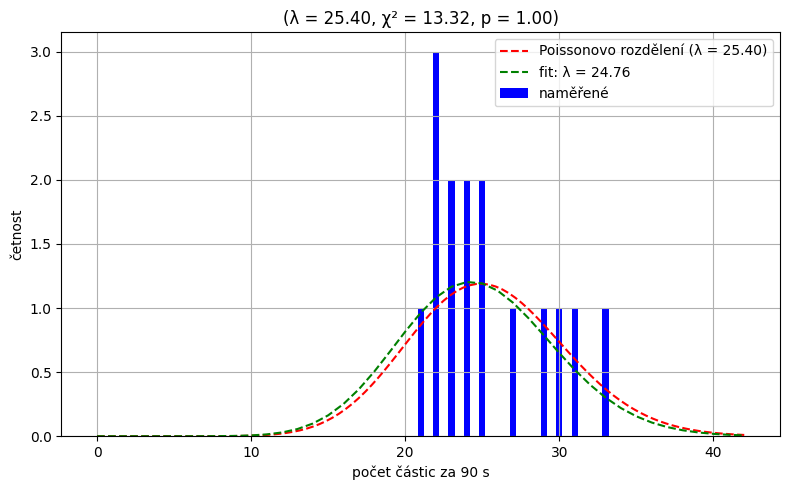 (λ = 25.40, χ² = 13.32, p = 1.00)
Poissonovo rozdělení (λ = 25.40)
fit: λ = 24.76
naměřené
četnost
3.0
2.5
2.0
1.5
1.0
0.5
0.0
0 10 20 30 40
počet částic za 90 s